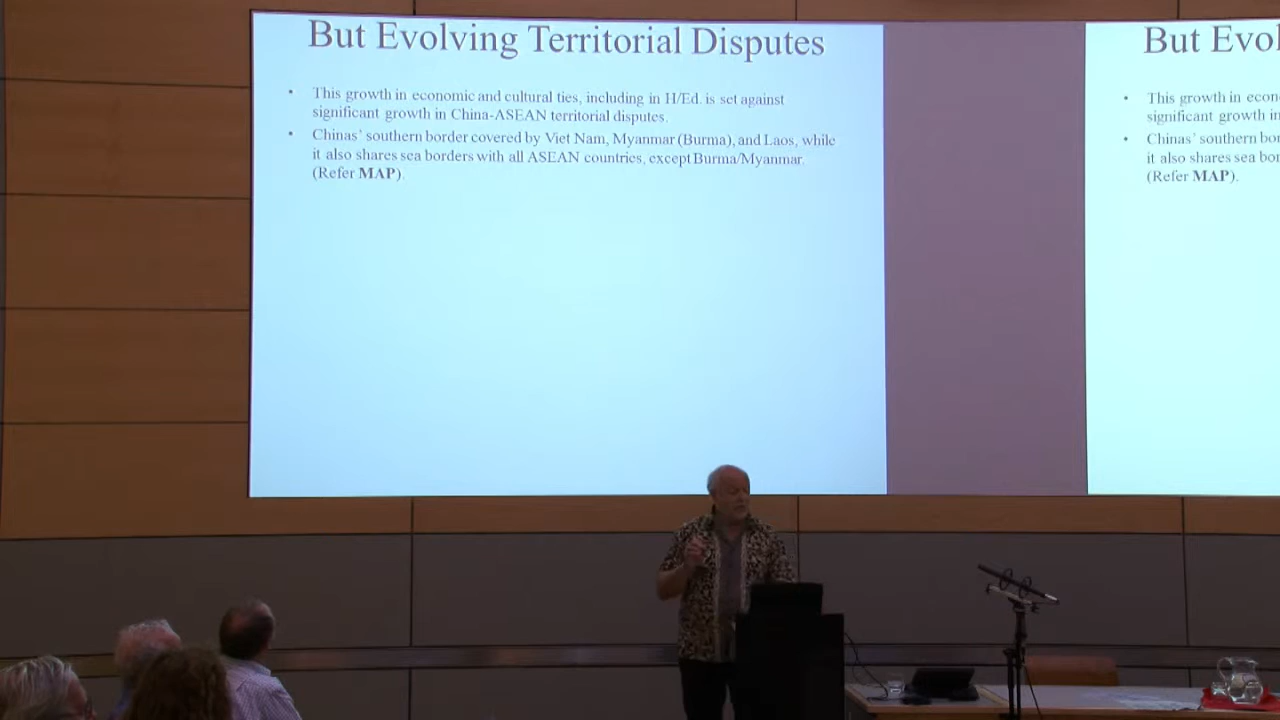 But Evolving Territorial Disputes
• This growth in economic and cultural ties, including in H/Ed. is set against
significant growth in China-ASEAN territorial disputes.
• Chinas' southern border covered by Viet Nam, Myanmar (Burma), and Laos, while
it also shares sea borders with all ASEAN countries, except Burma/Myanmar.
(Refer MAP).
But Evol
• This growth in econ
significant growth in
• Chinas' southern bor
it also shares sea bor
(Refer MAP).